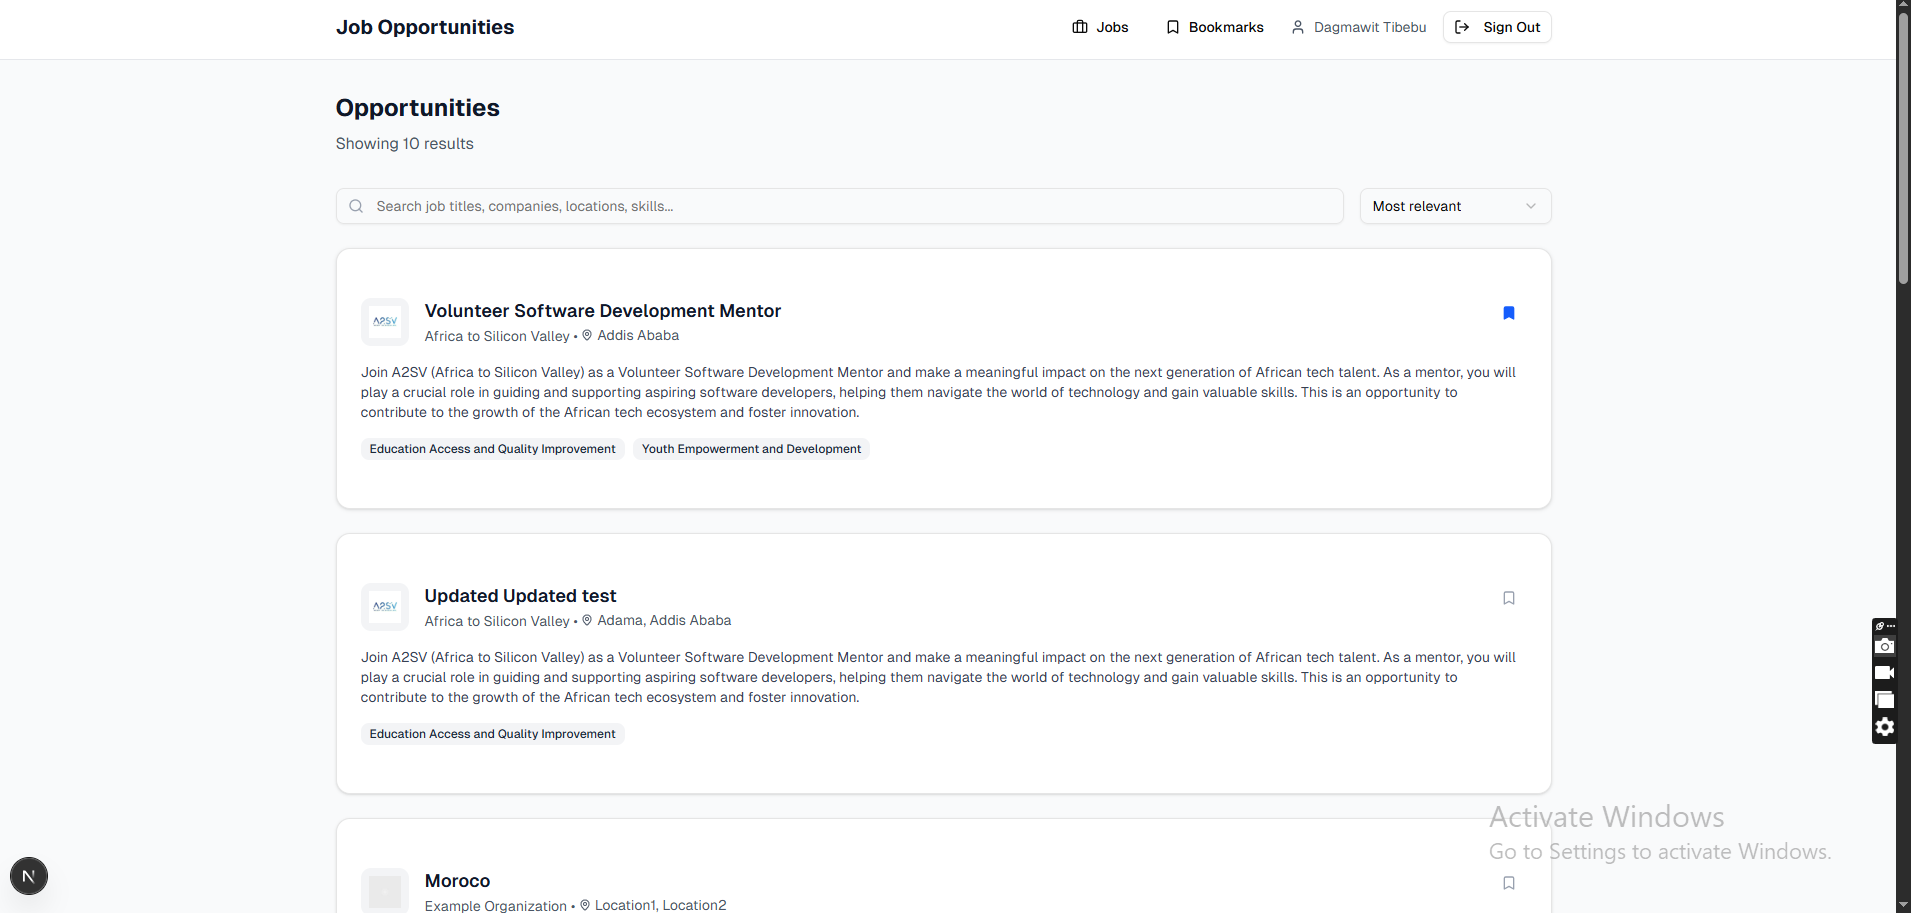 Job Opportunities
Jobs
Bookmarks
Dagmawit Tibebu
Sign Out
Opportunities
Showing 10 results
Search job titles, companies, locations, skills...
Most relevant
A2SV
Volunteer Software Development Mentor
Africa to Silicon Valley • Addis Ababa
Join A2SV (Africa to Silicon Valley) as a Volunteer Software Development Mentor and make a meaningful impact on the next generation of African tech talent. As a mentor, you will
play a crucial role in guiding and supporting aspiring software developers, helping them navigate the world of technology and gain valuable skills. This is an opportunity to
contribute to the growth of the African tech ecosystem and foster innovation.
Education Access and Quality Improvement
Youth Empowerment and Development
A2SV
Updated Updated test
Africa to Silicon Valley • Adama, Addis Ababa
Join A2SV (Africa to Silicon Valley) as a Volunteer Software Development Mentor and make a meaningful impact on the next generation of African tech talent. As a mentor, you will
play a crucial role in guiding and supporting aspiring software developers, helping them navigate the world of technology and gain valuable skills. This is an opportunity to
contribute to the growth of the African tech ecosystem and foster innovation.
Education Access and Quality Improvement
Activate Windows
Go to Settings to activate Windows.
N
Moroco
Example Organization • Location1, Location2